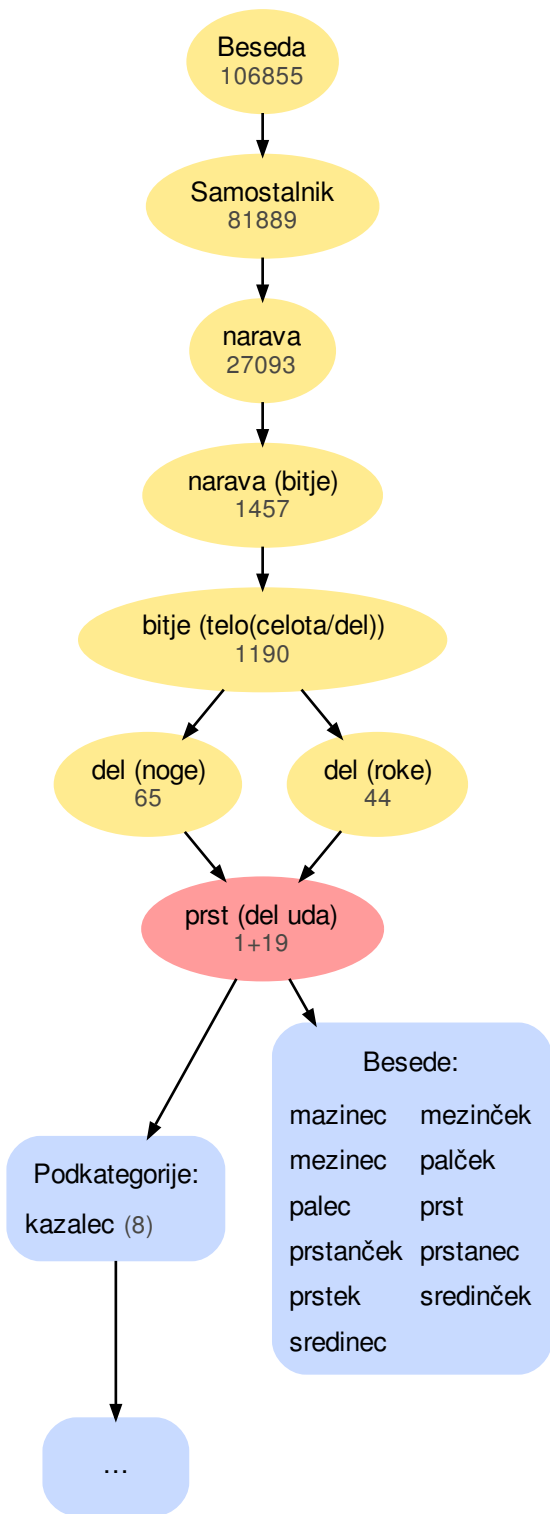 Beseda
106855
Samostalnik
81889
narava
27093
narava (bitje)
1457
bitje (telo(celota/del))
1190
del (noge)
65
del (roke)
44
prst (del uda)
1+19
Besede:
mazinec mezinček
mezinec palček
palec prst
prstanček prstanec
prstek sredinček
sredinec
Podkategorije:
kazalec (8)
...